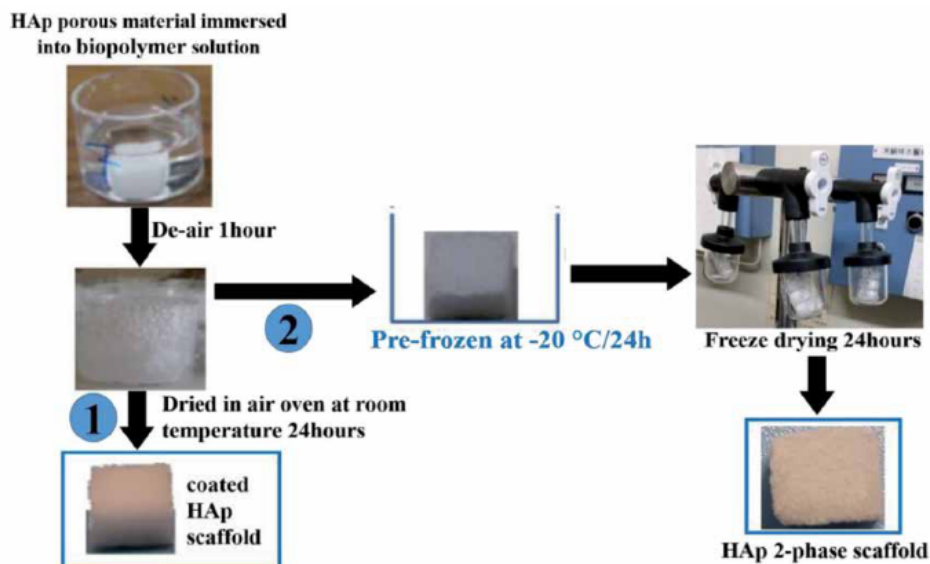 HAp porous material immersed
into biopolymer solution
De-air 1hour
2
Pre-frozen at -20 °C/24h
Freeze drying 24hours
1
Dried in air oven at room
temperature 24hours
coated
HAp
scaffold
HAp 2-phase scaffold